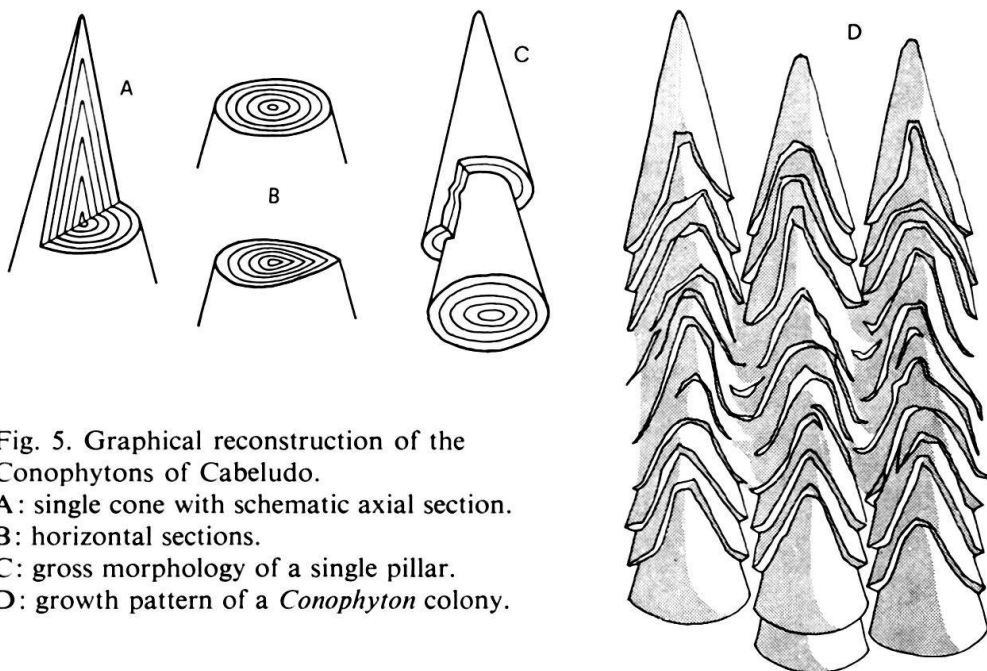 A
B
C
D
Fig. 5. Graphical reconstruction of the
Conophytons of Cabeludo.
A: single cone with schematic axial section.
B: horizontal sections.
C: gross morphology of a single pillar.
D: growth pattern of a Conophyton colony.